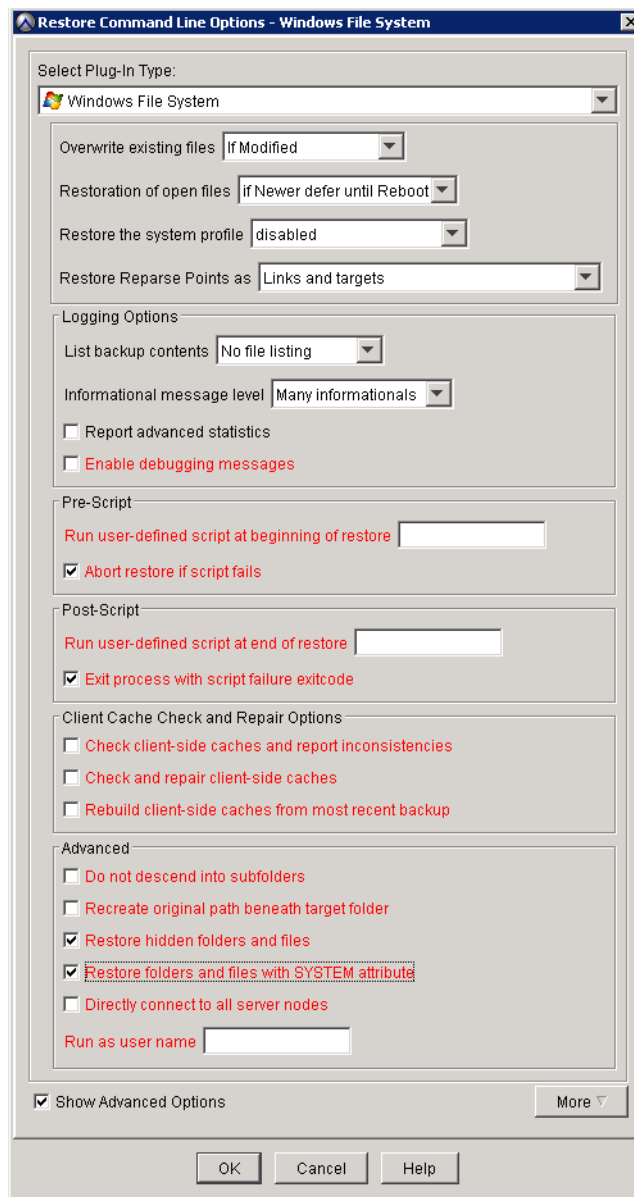 Restore Command Line Options - Windows File System
Select Plug-In Type:
Windows File System
Overwrite existing files If Modified
Restoration of open files if Newer defer until Reboot
Restore the system profile disabled
Restore Reparse Points as Links and targets
Logging Options
List backup contents No file listing
Informational message level Many informationals
Report advanced statistics
Enable debugging messages
Pre-Script
Run user-defined script at beginning of restore
Abort restore if script fails
Post-Script
Run user-defined script at end of restore
Exit process with script failure exitcode
Client Cache Check and Repair Options
Check client-side caches and report inconsistencies
Check and repair client-side caches
Rebuild client-side caches from most recent backup
Advanced
Do not descend into subfolders
Recreate original path beneath target folder
Restore hidden folders and files
Restore folders and files with SYSTEM attribute
Directly connect to all server nodes
Run as user name
Show Advanced Options More
OK Cancel Help